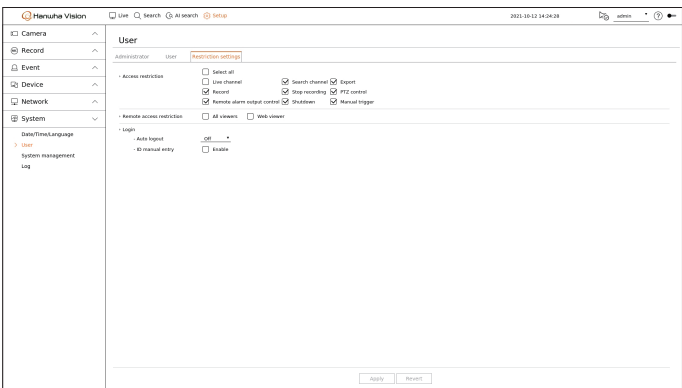 Hanwha Vision
Live Search AI search Setup
2021-10-12 14:24:28
admin
Camera
Record
Event
Device
Network
System
Date/Time/Language
User
System management
Log
User
Administrator User Restriction settings
Access restriction
Select all
Live channel Search channel Export
Record Stop recording PTZ control
Remote alarm output control Shutdown Manual trigger
Remote access restriction All viewers Web viewer
Login
- Auto logout Off
- ID manual entry Enable
Apply Revert